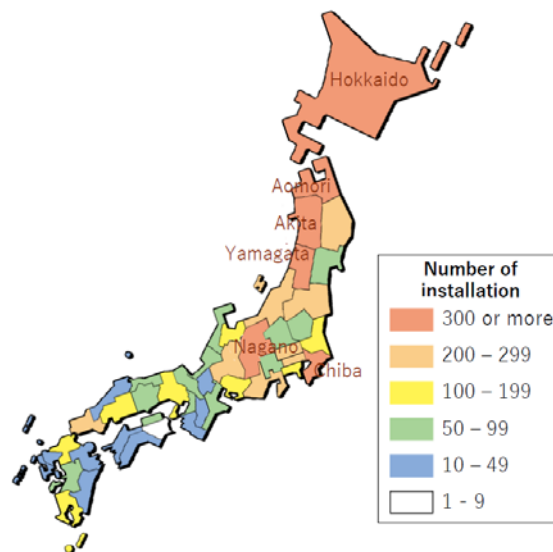 Hokkaido
Aomori
Akita
Yamagata
Nagano
Chiba
Number of
installation
300 or more
200 – 299
100 – 199
50 – 99
10 – 49
1 - 9